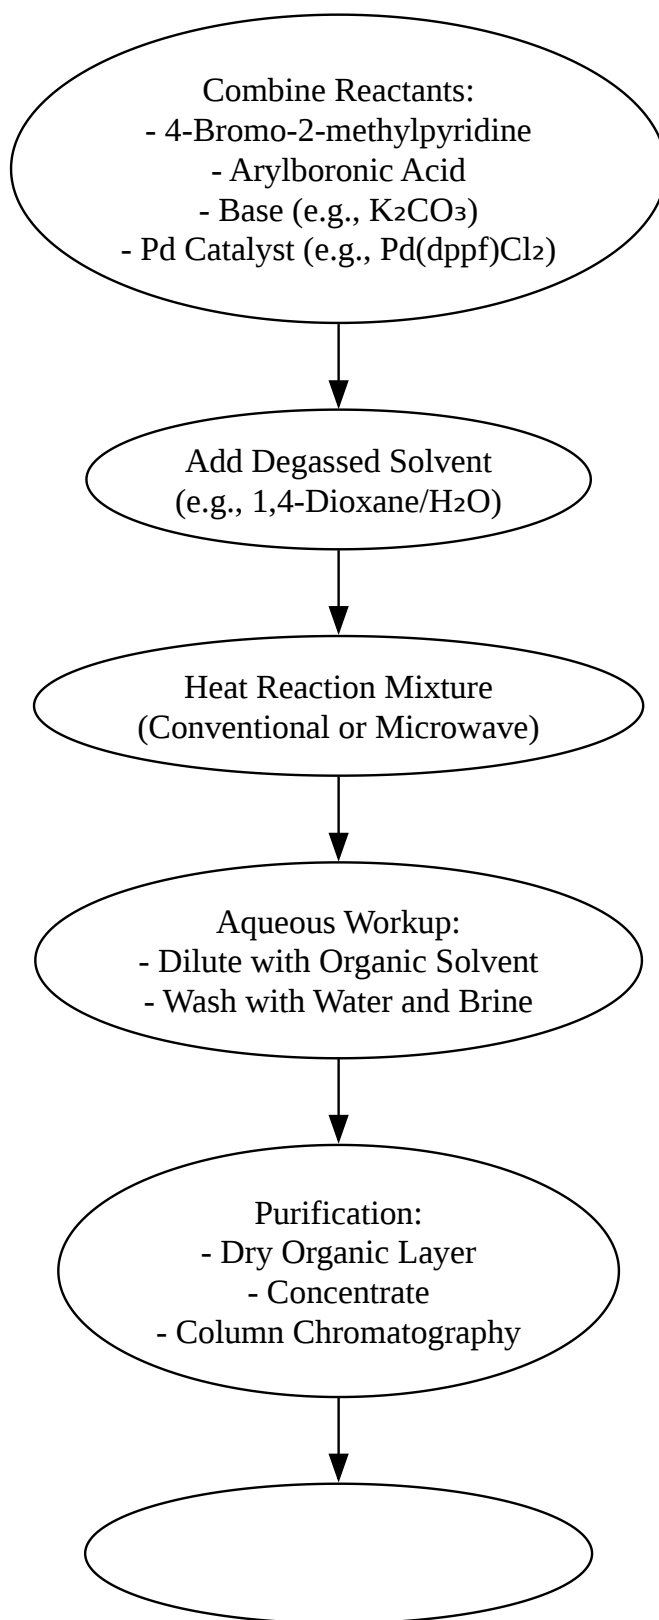 Combine Reactants:
- 4-Bromo-2-methylpyridine
- Arylboronic Acid
- Base (e.g., K₂CO₃)
- Pd Catalyst (e.g., Pd(dppf)Cl₂)
Add Degassed Solvent
(e.g., 1,4-Dioxane/H₂O)
Heat Reaction Mixture
(Conventional or Microwave)
Aqueous Workup:
- Dilute with Organic Solvent
- Wash with Water and Brine
Purification:
- Dry Organic Layer
- Concentrate
- Column Chromatography